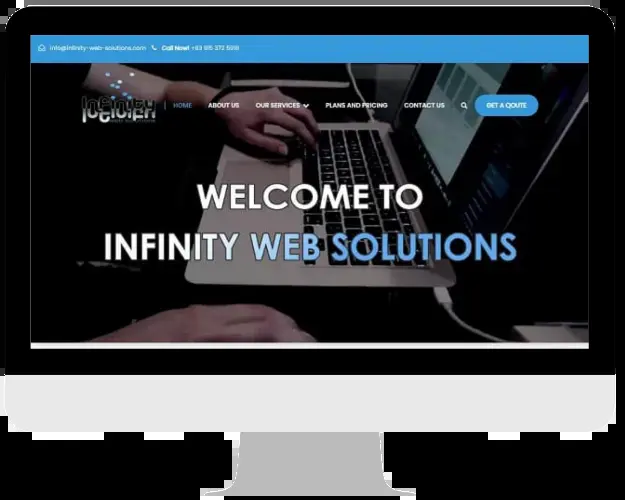 info@infinity-web-solutions.com Call Now! +63 915 372 5918
Infinity
HOME ABOUT US OUR SERVICES PLANS AND PRICING CONTACT US GET A QOUTE
WELCOME TO
INFINITY WEB SOLUTIONS